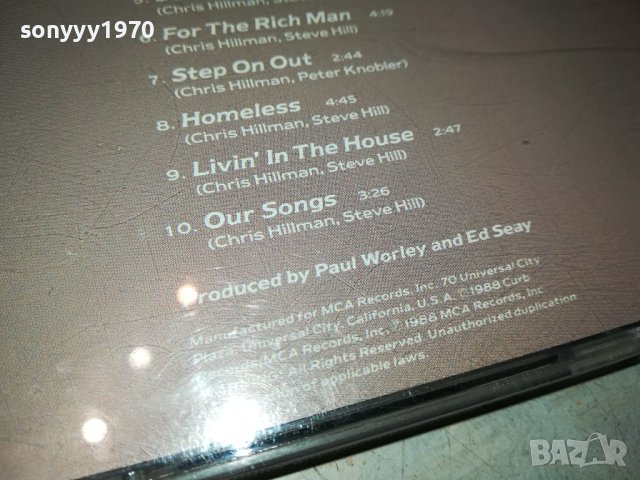 sonyyy1970
6. For The Rich Man 4:19
(Chris Hillman, Steve Hill)
7. Step On Out 2:44
(Chris Hillman, Peter Knobler)
8. Homeless 4:45
(Chris Hillman, Steve Hill)
9. Livin' In The House 2:47
(Chris Hillman, Steve Hill)
10. Our Songs 3:26
(Chris Hillman, Steve Hill)
Produced by Paul Worley and Ed Seay
Manufactured for MCA Records, Inc. 70 Universal City
Plaza, Universal City, California, U.S.A. ©1988 Curb
/MCA Records, Inc. ℗1988 MCA Records, Inc
All Rights Reserved. Unauthorized duplication
of applicable laws.
BAZAR